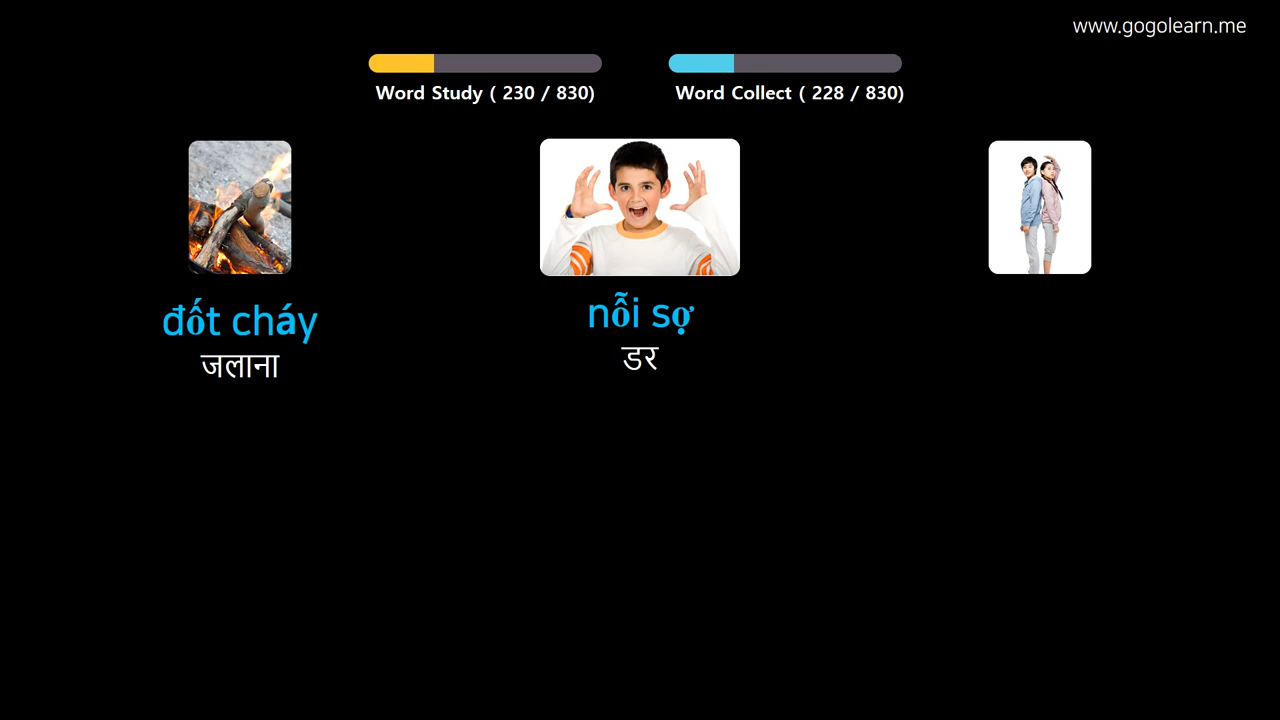 www.gogolearn.me
Word Study ( 230 / 830)
Word Collect ( 228 / 830)
đốt cháy
जलाना
nỗi sợ
डर